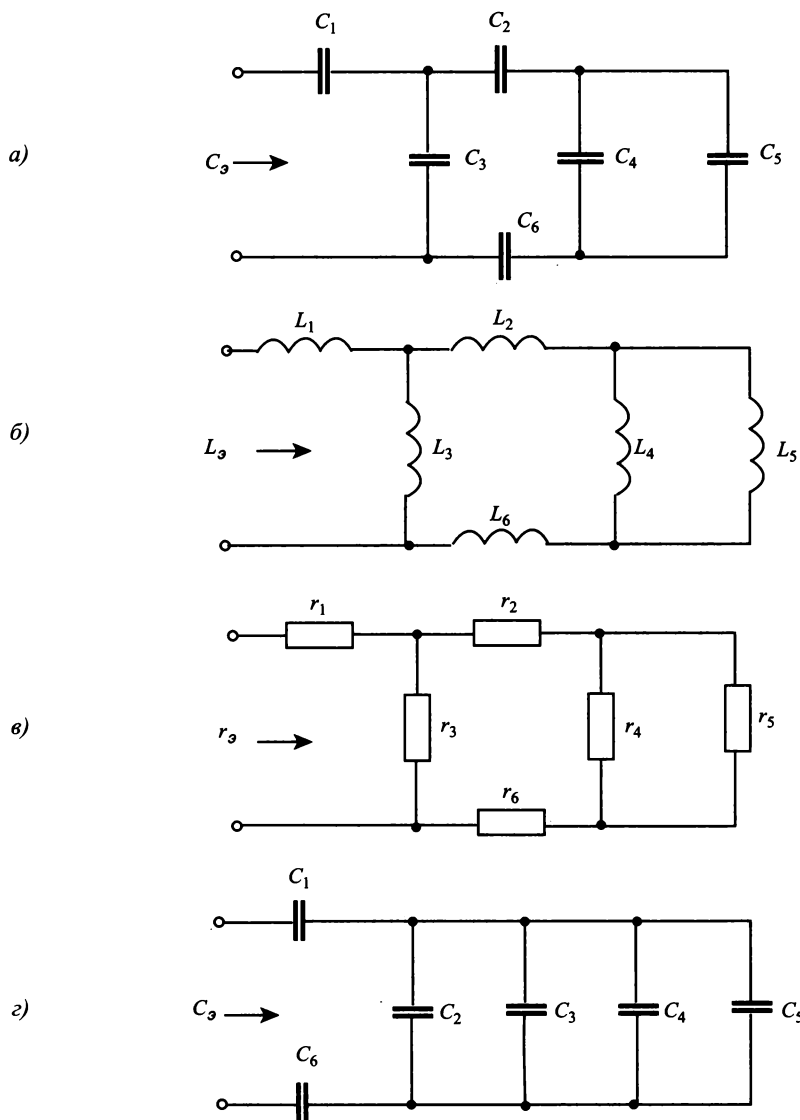 C₁ C₂
а) Cэ C₃ C₄ C₅
C₆
L₁ L₂
б) Lэ L₃ L₄ L₅
L₆
r₁ r₂
в) rэ r₃ r₄ r₅
r₆
C₁
г) Cэ C₂ C₃ C₄ C₅
C₆